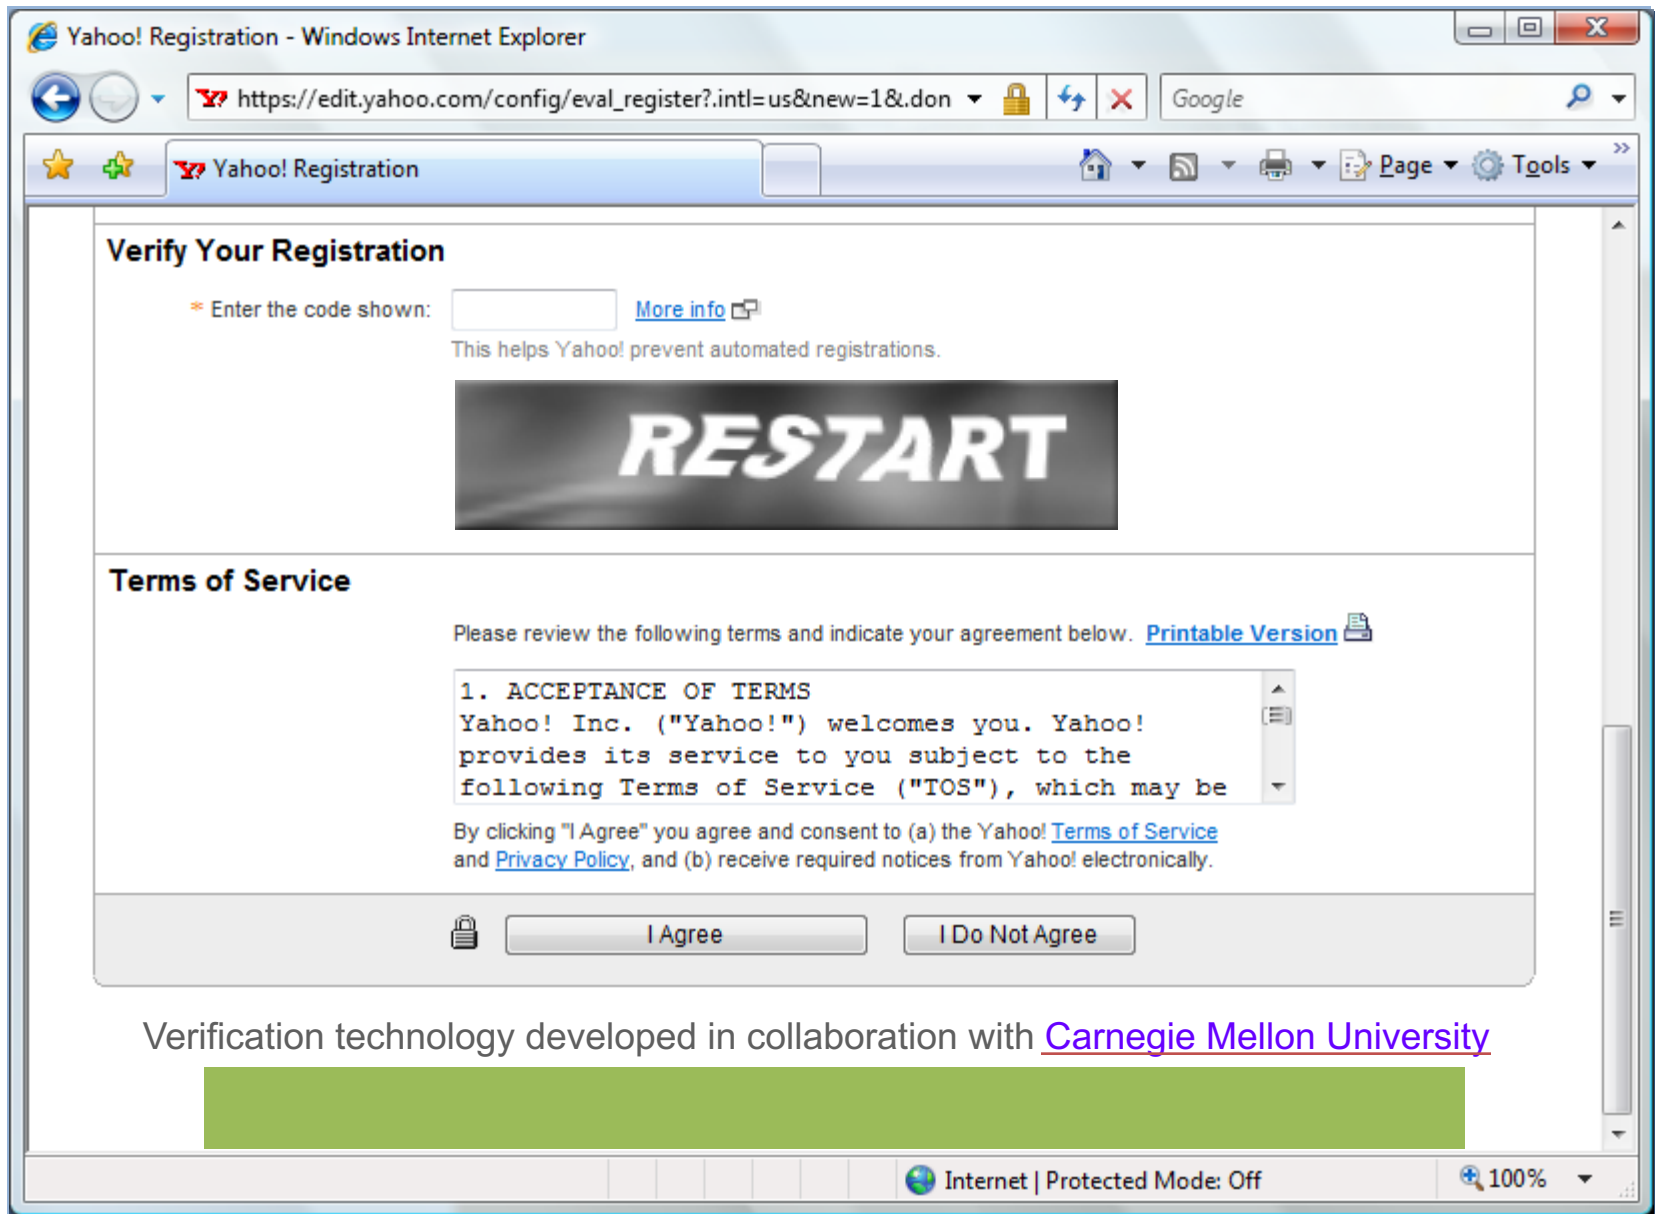 Yahoo! Registration - Windows Internet Explorer
Y? https://edit.yahoo.com/config/eval_register?.intl=us&new=1&.don
Google
Y? Yahoo! Registration
Page
Tools
Verify Your Registration
* Enter the code shown:
More info
This helps Yahoo! prevent automated registrations.
RESTART
Terms of Service
Please review the following terms and indicate your agreement below. Printable Version
1. ACCEPTANCE OF TERMS
Yahoo! Inc. ("Yahoo!") welcomes you. Yahoo!
provides its service to you subject to the
following Terms of Service ("TOS"), which may be
By clicking "I Agree" you agree and consent to (a) the Yahoo! Terms of Service
and Privacy Policy, and (b) receive required notices from Yahoo! electronically.
I Agree
I Do Not Agree
Verification technology developed in collaboration with Carnegie Mellon University
Internet | Protected Mode: Off
100%